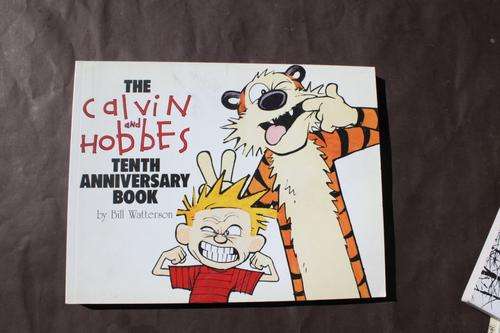 THE
CALVIN
AND
HOBBES
TENTH
ANNIVERSARY
BOOK
by Bill Watterson